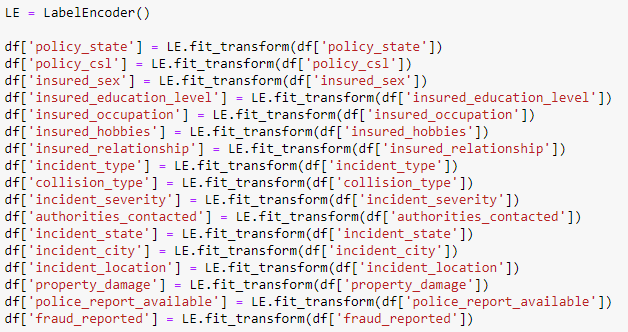 LE = LabelEncoder()
df['policy_state'] = LE.fit_transform(df['policy_state'])
df['policy_csl'] = LE.fit_transform(df['policy_csl'])
df['insured_sex'] = LE.fit_transform(df['insured_sex'])
df['insured_education_level'] = LE.fit_transform(df['insured_education_level'])
df['insured_occupation'] = LE.fit_transform(df['insured_occupation'])
df['insured_hobbies'] = LE.fit_transform(df['insured_hobbies'])
df['insured_relationship'] = LE.fit_transform(df['insured_relationship'])
df['incident_type'] = LE.fit_transform(df['incident_type'])
df['collision_type'] = LE.fit_transform(df['collision_type'])
df['incident_severity'] = LE.fit_transform(df['incident_severity'])
df['authorities_contacted'] = LE.fit_transform(df['authorities_contacted'])
df['incident_state'] = LE.fit_transform(df['incident_state'])
df['incident_city'] = LE.fit_transform(df['incident_city'])
df['incident_location'] = LE.fit_transform(df['incident_location'])
df['property_damage'] = LE.fit_transform(df['property_damage'])
df['police_report_available'] = LE.fit_transform(df['police_report_available'])
df['fraud_reported'] = LE.fit_transform(df['fraud_reported'])